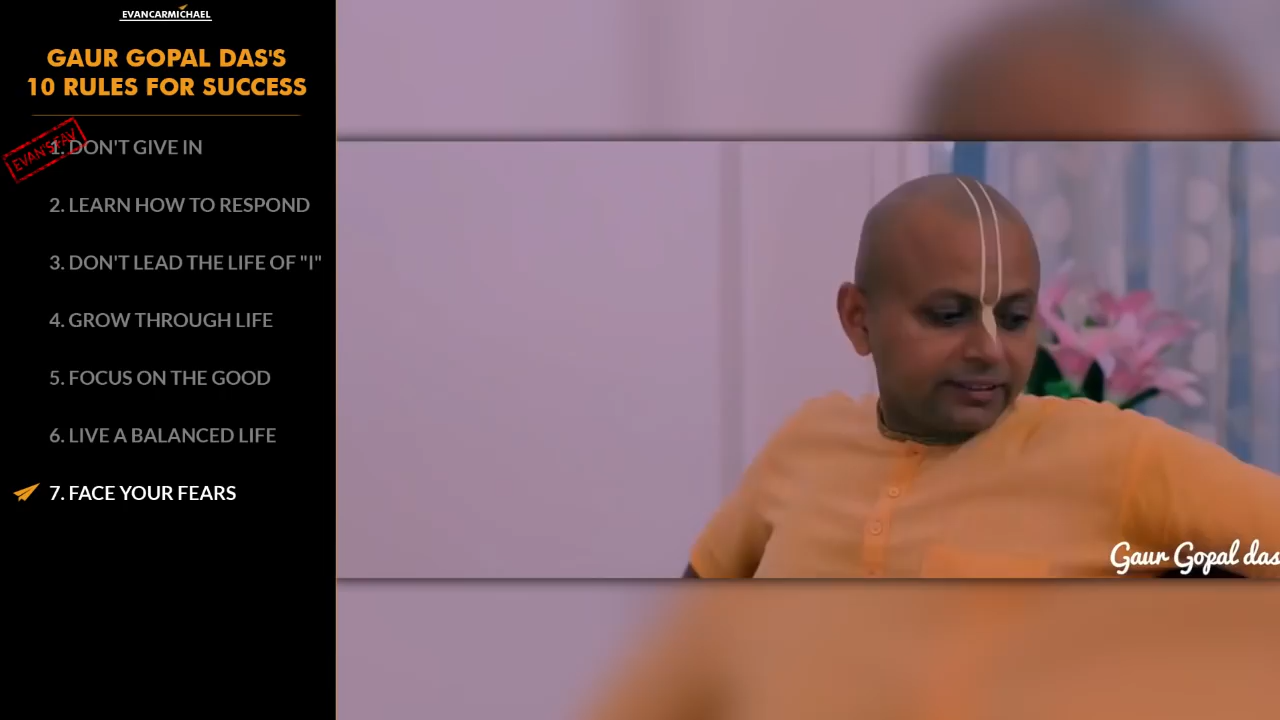 EVANCARMICHAEL
GAUR GOPAL DAS'S
10 RULES FOR SUCCESS
EVAN'S FAV
1. DON'T GIVE IN
2. LEARN HOW TO RESPOND
3. DON'T LEAD THE LIFE OF "I"
4. GROW THROUGH LIFE
5. FOCUS ON THE GOOD
6. LIVE A BALANCED LIFE
7. FACE YOUR FEARS
Gaur Gopal das